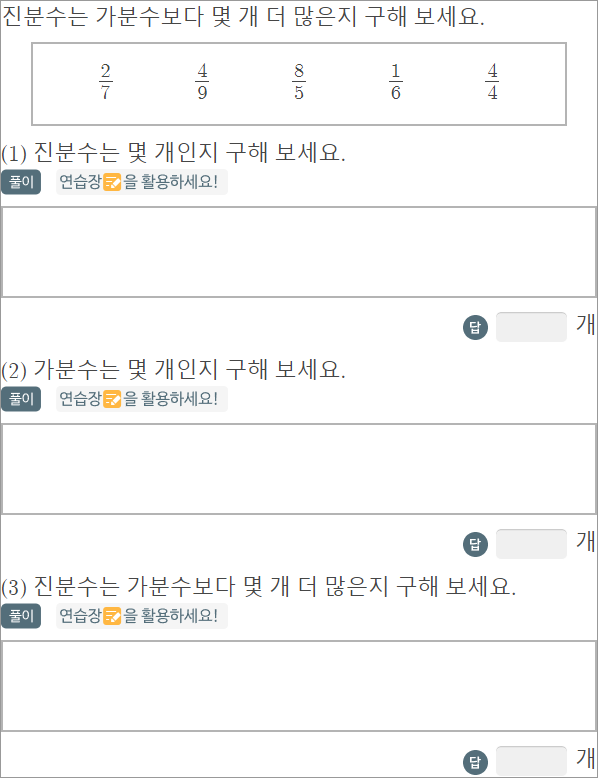 진분수는 가분수보다 몇 개 더 많은지 구해 보세요.
2/7 4/9 8/5 1/6 4/4
(1) 진분수는 몇 개인지 구해 보세요.
풀이 연습장을 활용하세요!
답 개
(2) 가분수는 몇 개인지 구해 보세요.
풀이 연습장을 활용하세요!
답 개
(3) 진분수는 가분수보다 몇 개 더 많은지 구해 보세요.
풀이 연습장을 활용하세요!
답 개